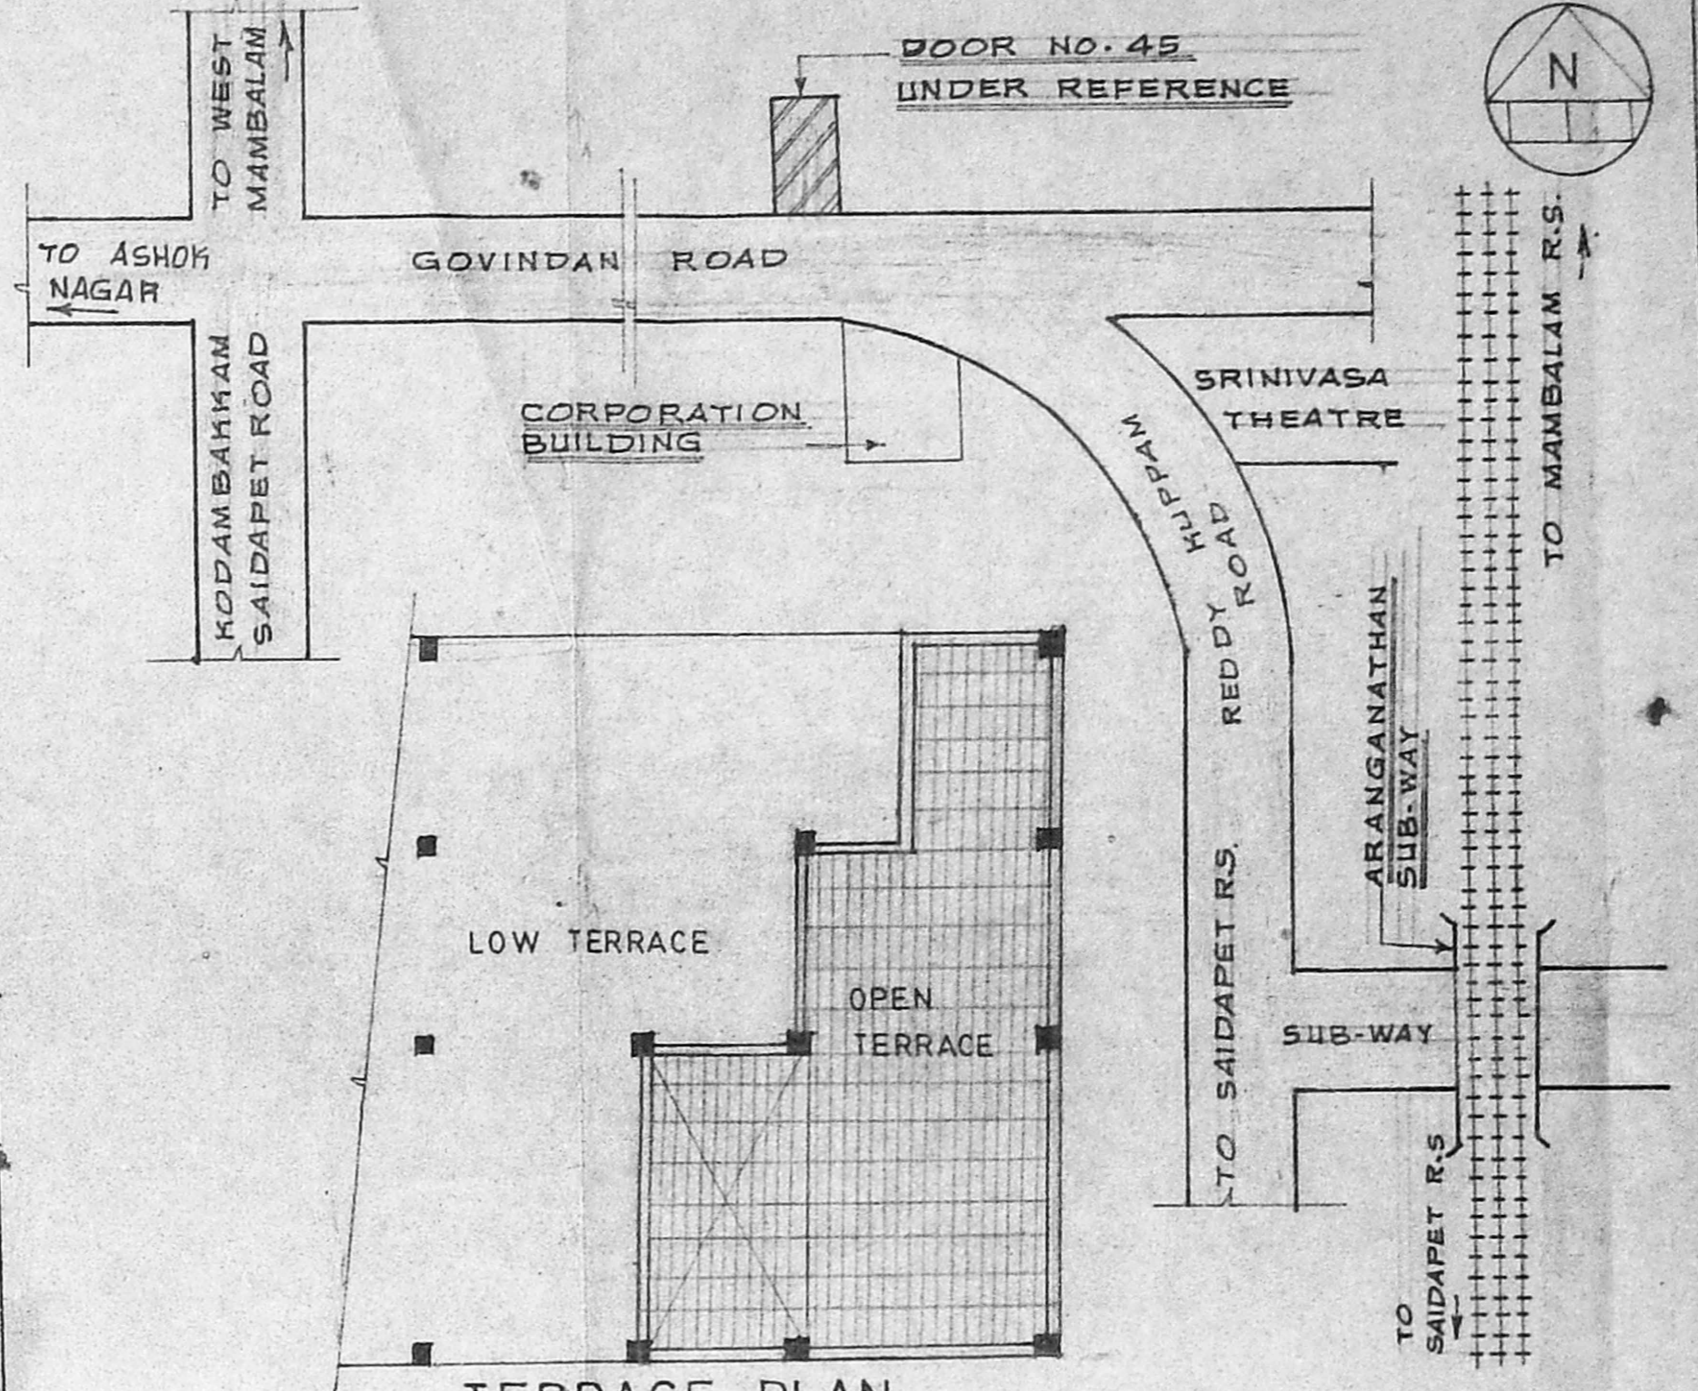 DOOR NO. 45
UNDER REFERENCE
N
TO WEST
MAMBALAM
TO ASHOK
NAGAR
GOVINDAN ROAD
TO MAMBALAM R.S.
KODAMBAKKAM
SAIDAPET ROAD
CORPORATION
BUILDING
SRINIVASA
THEATRE
REDDY KUPPAM
ROAD
ARANGANATHAN
SUB-WAY
LOW TERRACE
OPEN
TERRACE
TO SAIDAPET R.S.
SUB-WAY
TO
SAIDAPET R.S
TERRACE PLAN